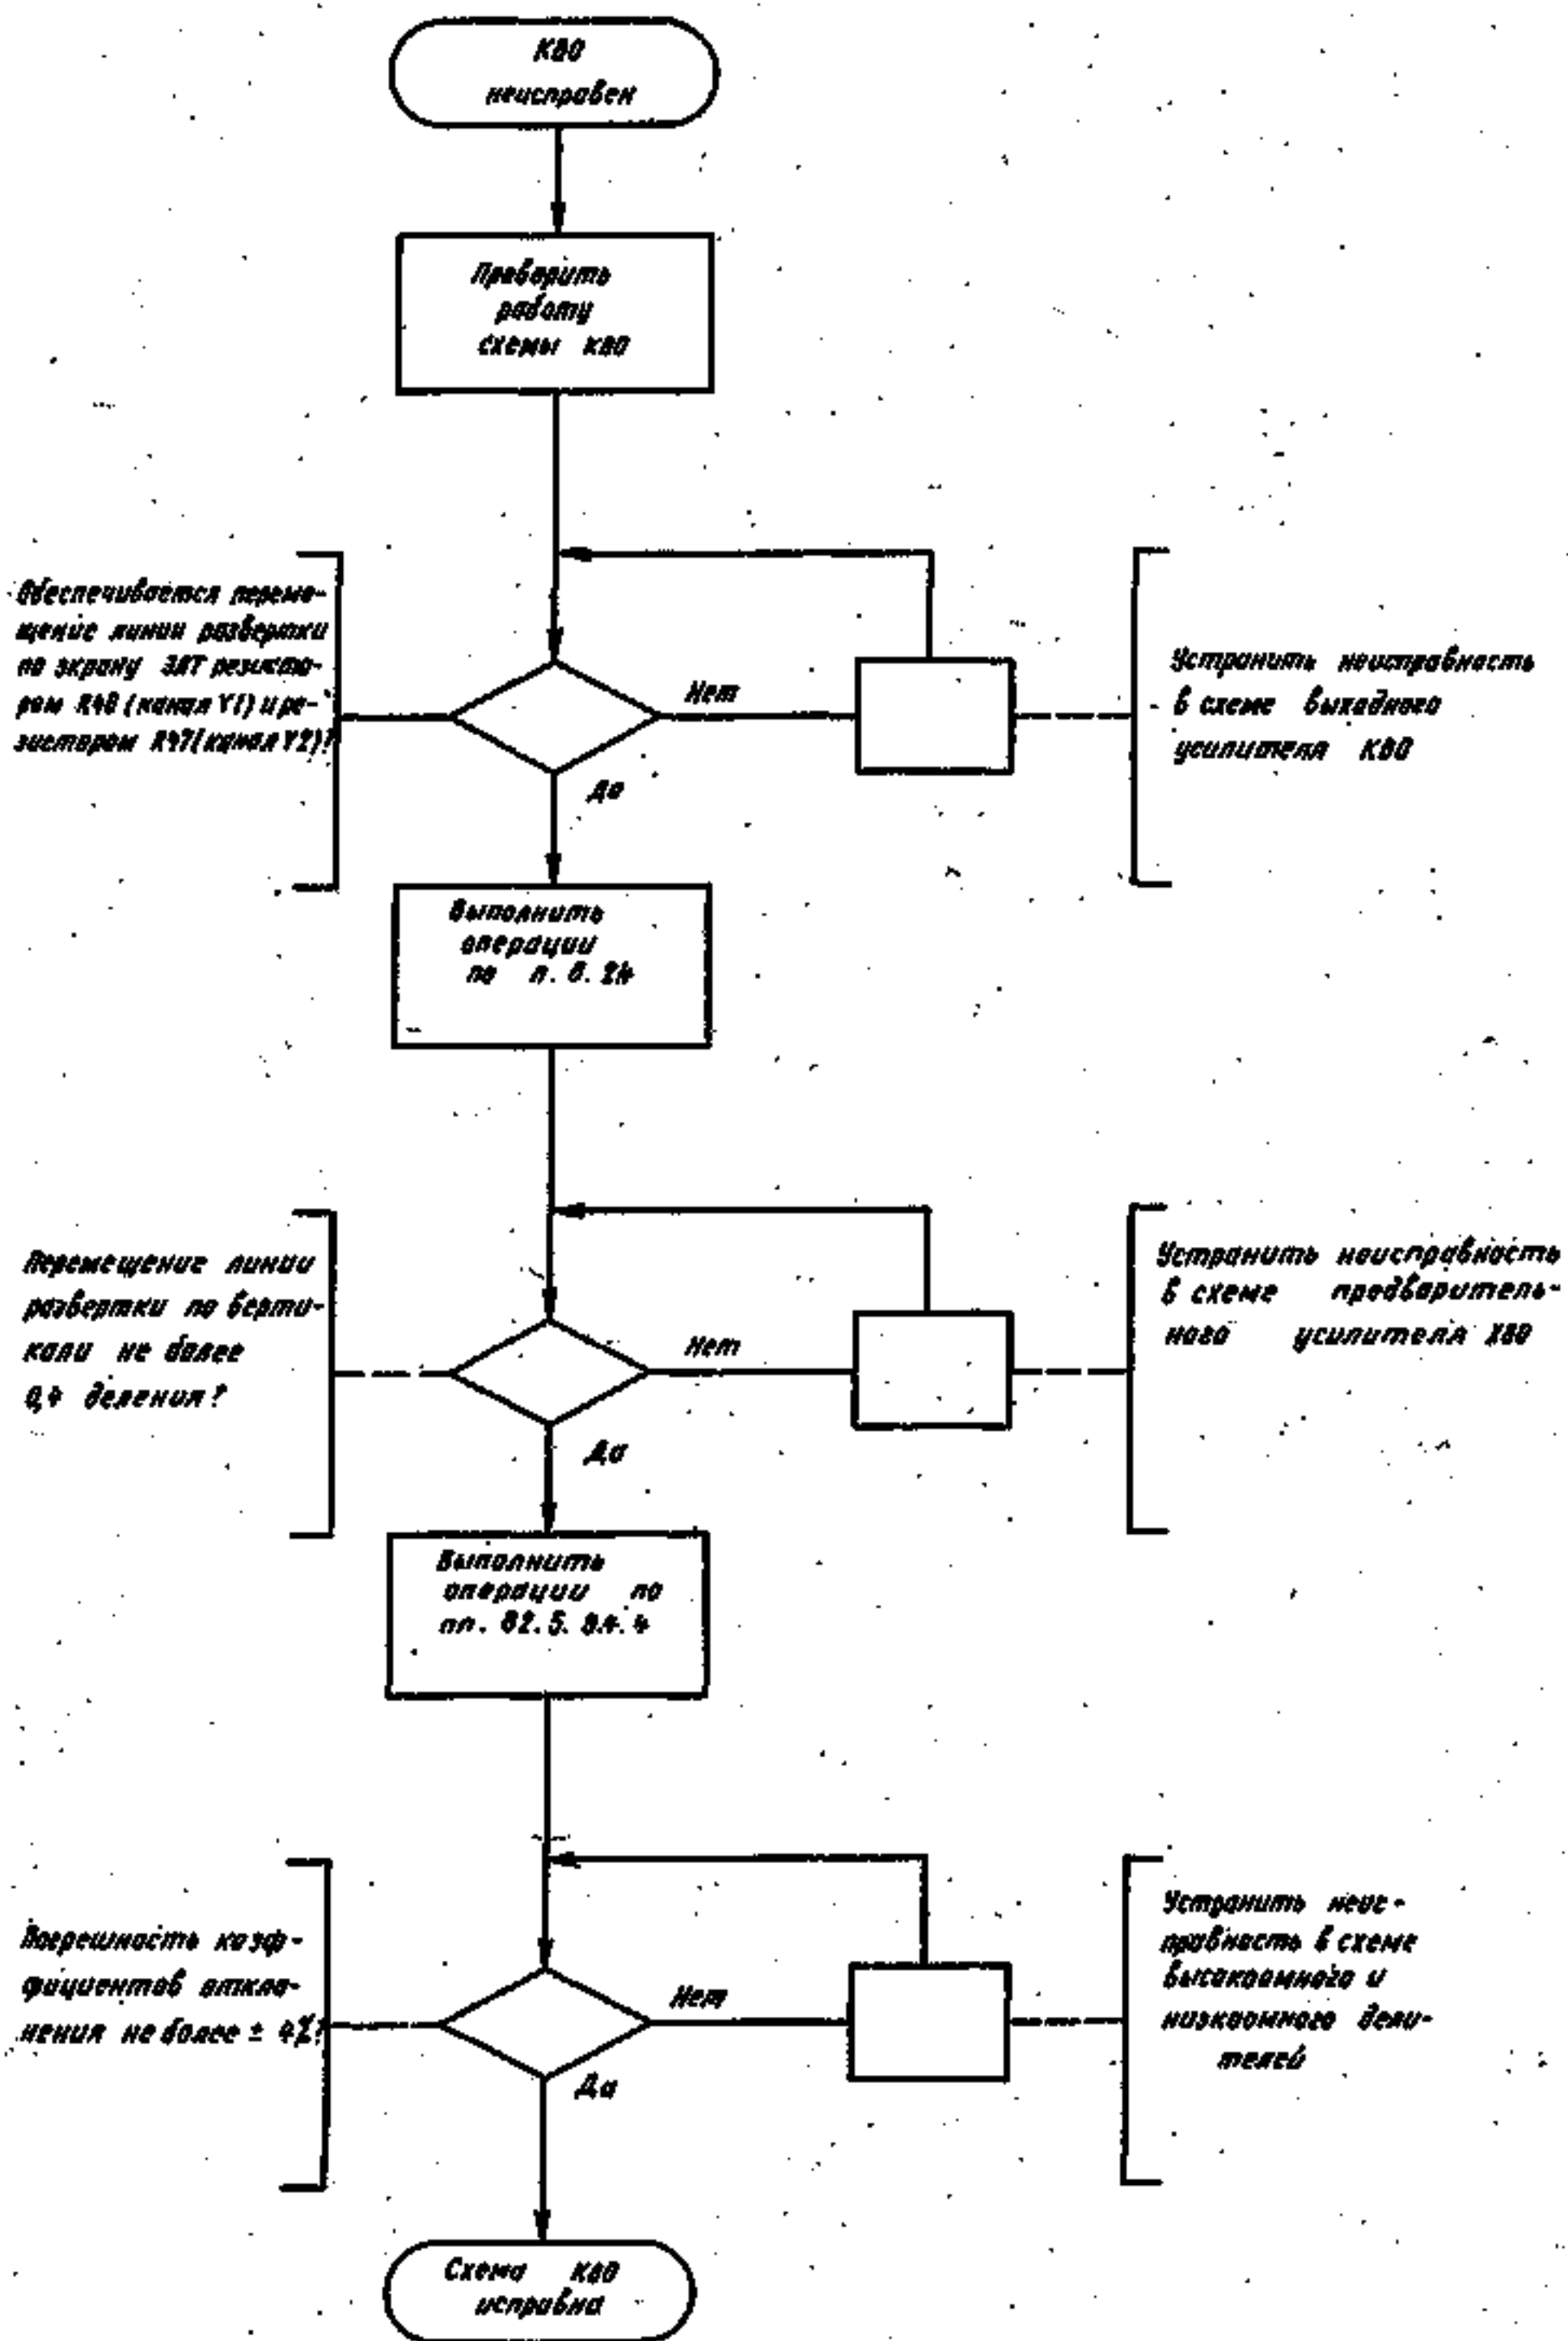 КВО
неисправен
Проверить
работу
схемы КВО
Обеспечивается переме-
щение линии развертки
по экрану ЭЛТ резисто-
ром R46 (канал Y1) и ре-
зистором R47 (канал Y2)?
Нет
Устранить неисправность
в схеме выходного
усилителя КВО
Да
Выполнить
операции
по п.
Перемещение линии
развертки по верти-
кали не более
0,4 деления?
Нет
Устранить неисправность
в схеме предваритель-
ного усилителя КВО
Да
Выполнить
операции по
пп.
Погрешность коэф-
фициентов откло-
нения не более ± 4%?
Нет
Устранить неис-
правность в схеме
высокоомного и
низкоомного дели-
телей
Да
Схема КВО
исправна